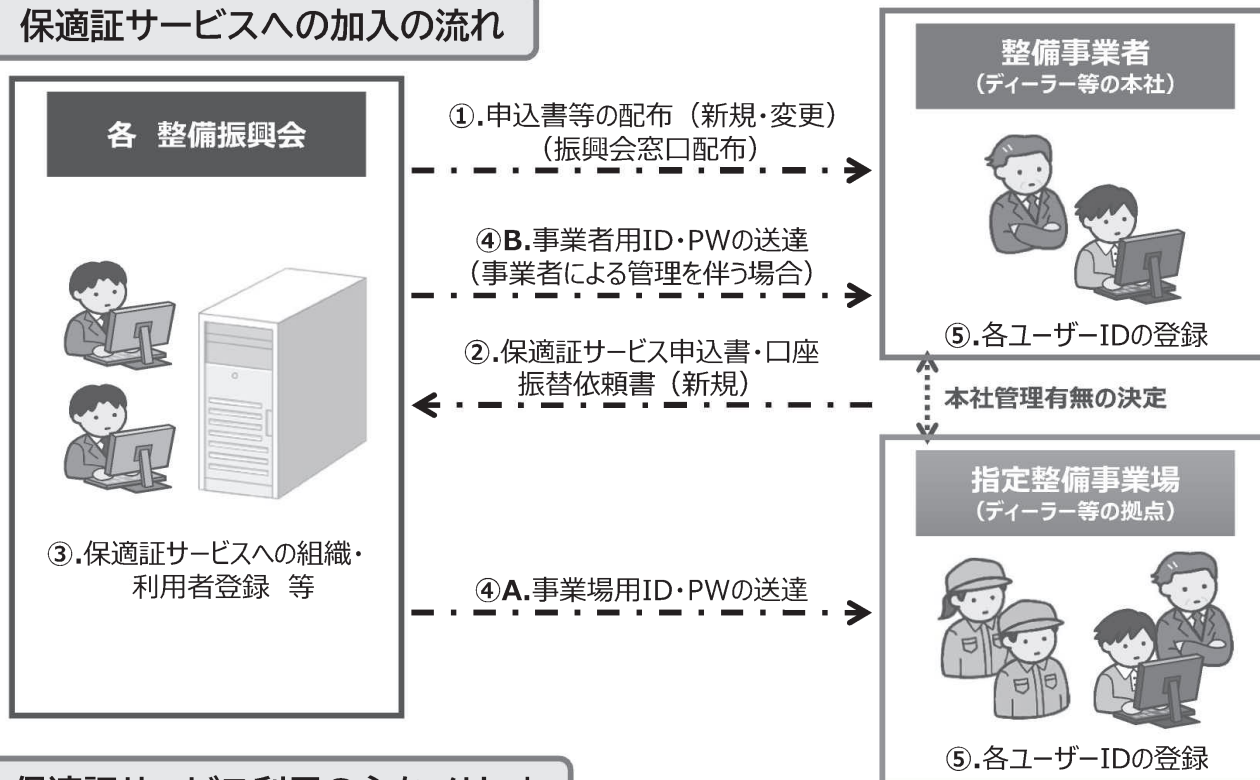 保適証サービスへの加入の流れ
各 整備振興会
③.保適証サービスへの組織・
利用者登録 等
①.申込書等の配布（新規・変更）
（振興会窓口配布）
④B.事業者用ID・PWの送達
（事業者による管理を伴う場合）
②.保適証サービス申込書・口座
振替依頼書（新規）
④A.事業場用ID・PWの送達
整備事業者
（ディーラー等の本社）
⑤.各ユーザーIDの登録
本社管理有無の決定
指定整備事業場
（ディーラー等の拠点）
⑤.各ユーザーIDの登録